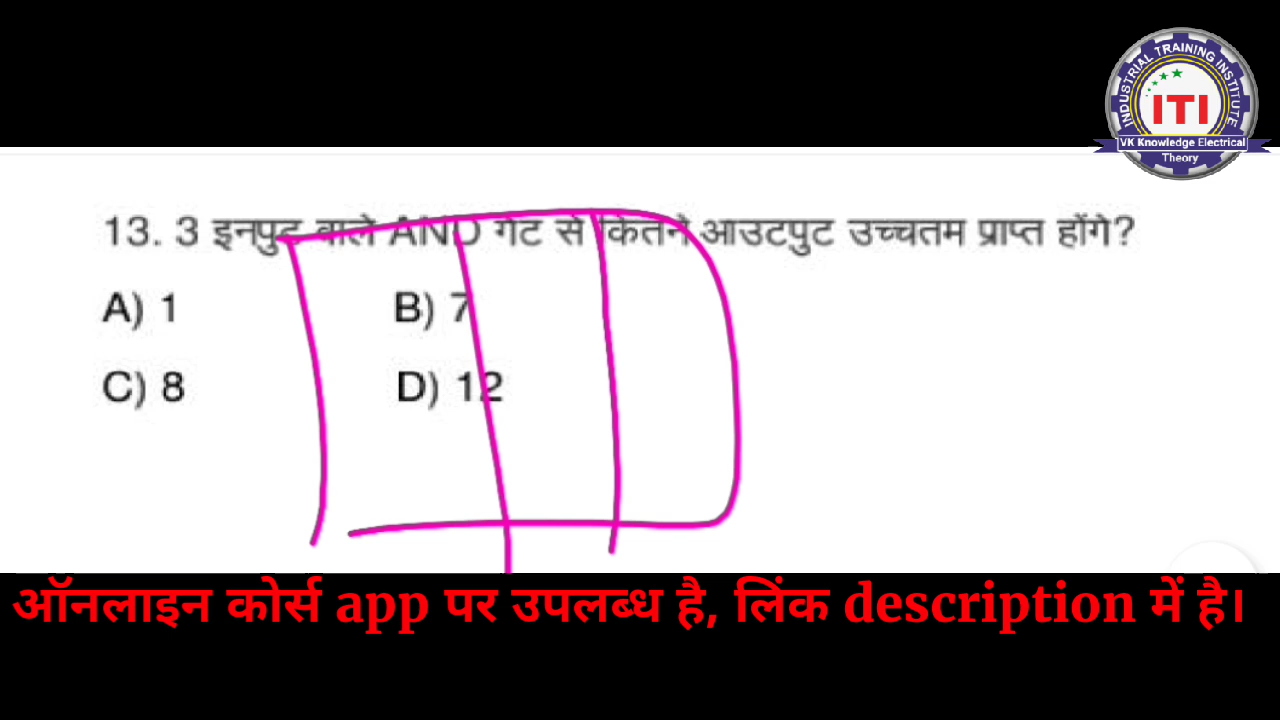 INDUSTRIAL TRAINING INSTITUTE
ITI
VK Knowledge Electrical
Theory
13. 3 इनपुट वाले AND गेट से कितने आउटपुट उच्चतम प्राप्त होंगे?
A) 1 B) 7
C) 8 D) 12
ऑनलाइन कोर्स app पर उपलब्ध है, लिंक description में है।